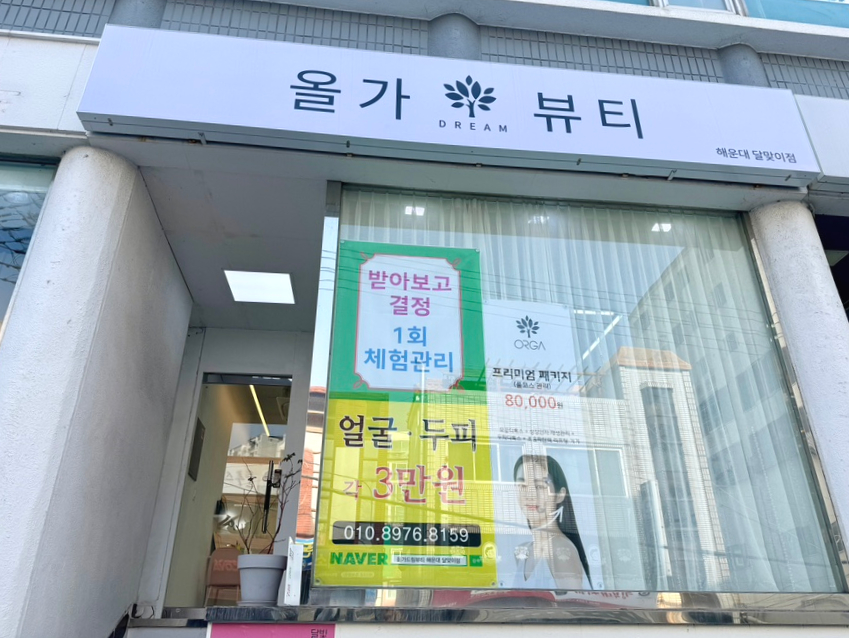 올가 뷰티
DREAM
해운대 달맞이점
받아보고
결정
1회
체험관리
얼굴·두피
각 3만원
010.8976.8159
NAVER
ORGA
프리미엄 패키지
80,000원